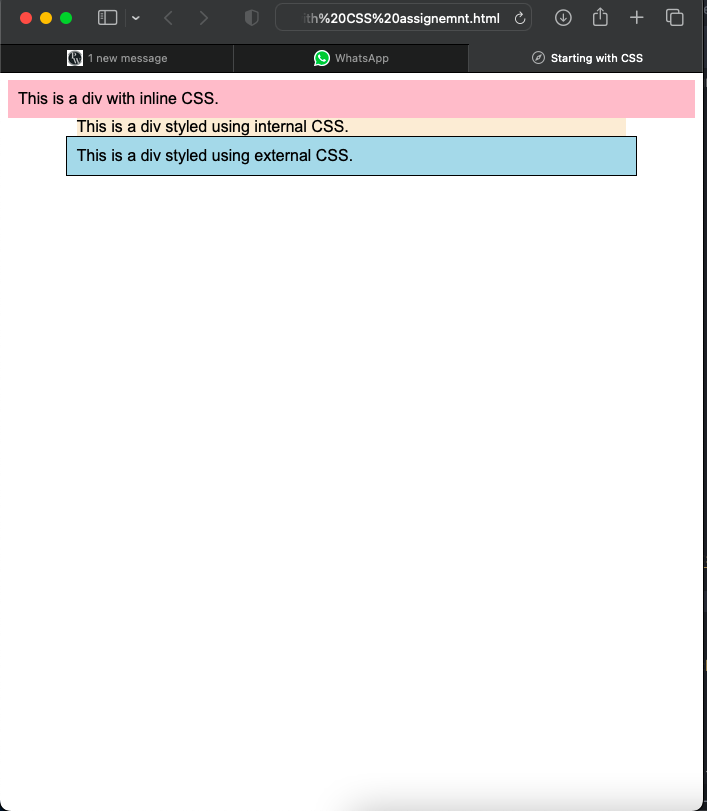 ith%20CSS%20assignemnt.html
1 new message
WhatsApp
Starting with CSS
This is a div with inline CSS.
This is a div styled using internal CSS.
This is a div styled using external CSS.